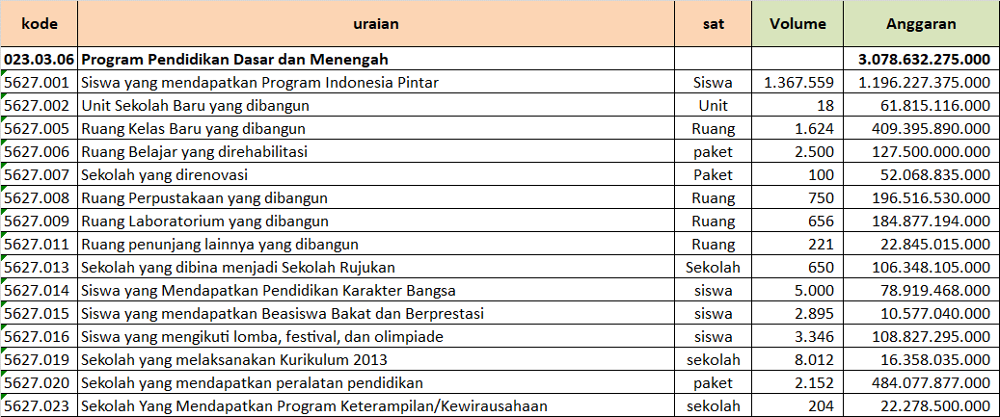 kode uraian sat Volume Anggaran
023.03.06 Program Pendidikan Dasar dan Menengah 3.078.632.275.000
5627.001 Siswa yang mendapatkan Program Indonesia Pintar Siswa 1.367.559 1.196.227.375.000
5627.002 Unit Sekolah Baru yang dibangun Unit 18 61.815.116.000
5627.005 Ruang Kelas Baru yang dibangun Ruang 1.624 409.395.890.000
5627.006 Ruang Belajar yang direhabilitasi paket 2.500 127.500.000.000
5627.007 Sekolah yang direnovasi Paket 100 52.068.835.000
5627.008 Ruang Perpustakaan yang dibangun Ruang 750 196.516.530.000
5627.009 Ruang Laboratorium yang dibangun Ruang 656 184.877.194.000
5627.011 Ruang penunjang lainnya yang dibangun Ruang 221 22.845.015.000
5627.013 Sekolah yang dibina menjadi Sekolah Rujukan Sekolah 650 106.348.105.000
5627.014 Siswa yang Mendapatkan Pendidikan Karakter Bangsa siswa 5.000 78.919.468.000
5627.015 Siswa yang mendapatkan Beasiswa Bakat dan Berprestasi siswa 2.895 10.577.040.000
5627.016 Siswa yang mengikuti lomba, festival, dan olimpiade siswa 3.346 108.827.295.000
5627.019 Sekolah yang melaksanakan Kurikulum 2013 sekolah 8.012 16.358.035.000
5627.020 Sekolah yang mendapatkan peralatan pendidikan paket 2.152 484.077.877.000
5627.023 Sekolah Yang Mendapatkan Program Keterampilan/Kewirausahaan sekolah 204 22.278.500.000